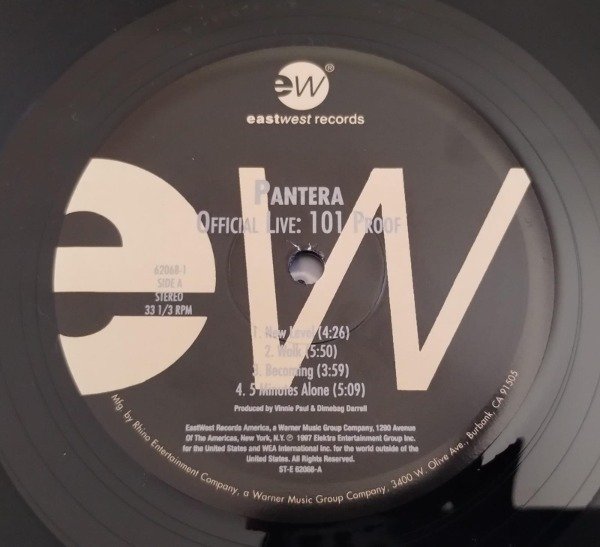 ew®
eastwest records
ew
PANTERA
OFFICIAL LIVE: 101 PROOF
62068-1
SIDE A
STEREO
33 1/3 RPM
1. New Level (4:26)
2. Walk (5:50)
3. Becoming (3:59)
4. 5 Minutes Alone (5:09)
Produced by Vinnie Paul & Dimebag Darrell
EastWest Records America, a Warner Music Group Company, 1290 Avenue
Of The Americas, New York, N.Y. ℗ 1997 Elektra Entertainment Group Inc.
for the United States and WEA International Inc. for the world outside of the
United States. All Rights Reserved.
ST-E 62068-A
Mfg. by Rhino Entertainment Company, a Warner Music Group Company, 3400 W. Olive Ave., Burbank, CA 91505